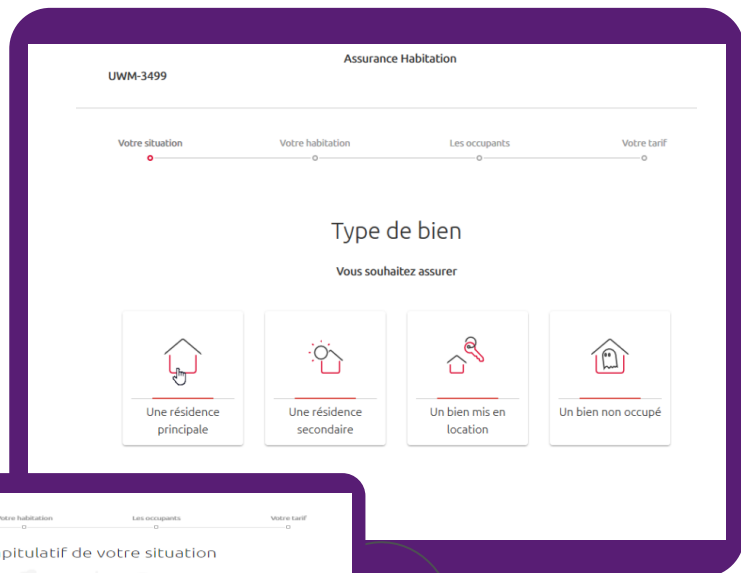 Assurance Habitation
UWM-3499
Votre situation Votre habitation Les occupants Votre tarif
Type de bien
Vous souhaitez assurer
Une résidence principale
Une résidence secondaire
Un bien mis en location
Un bien non occupé
Votre habitation Les occupants Votre tarif
apitulatif de votre situation